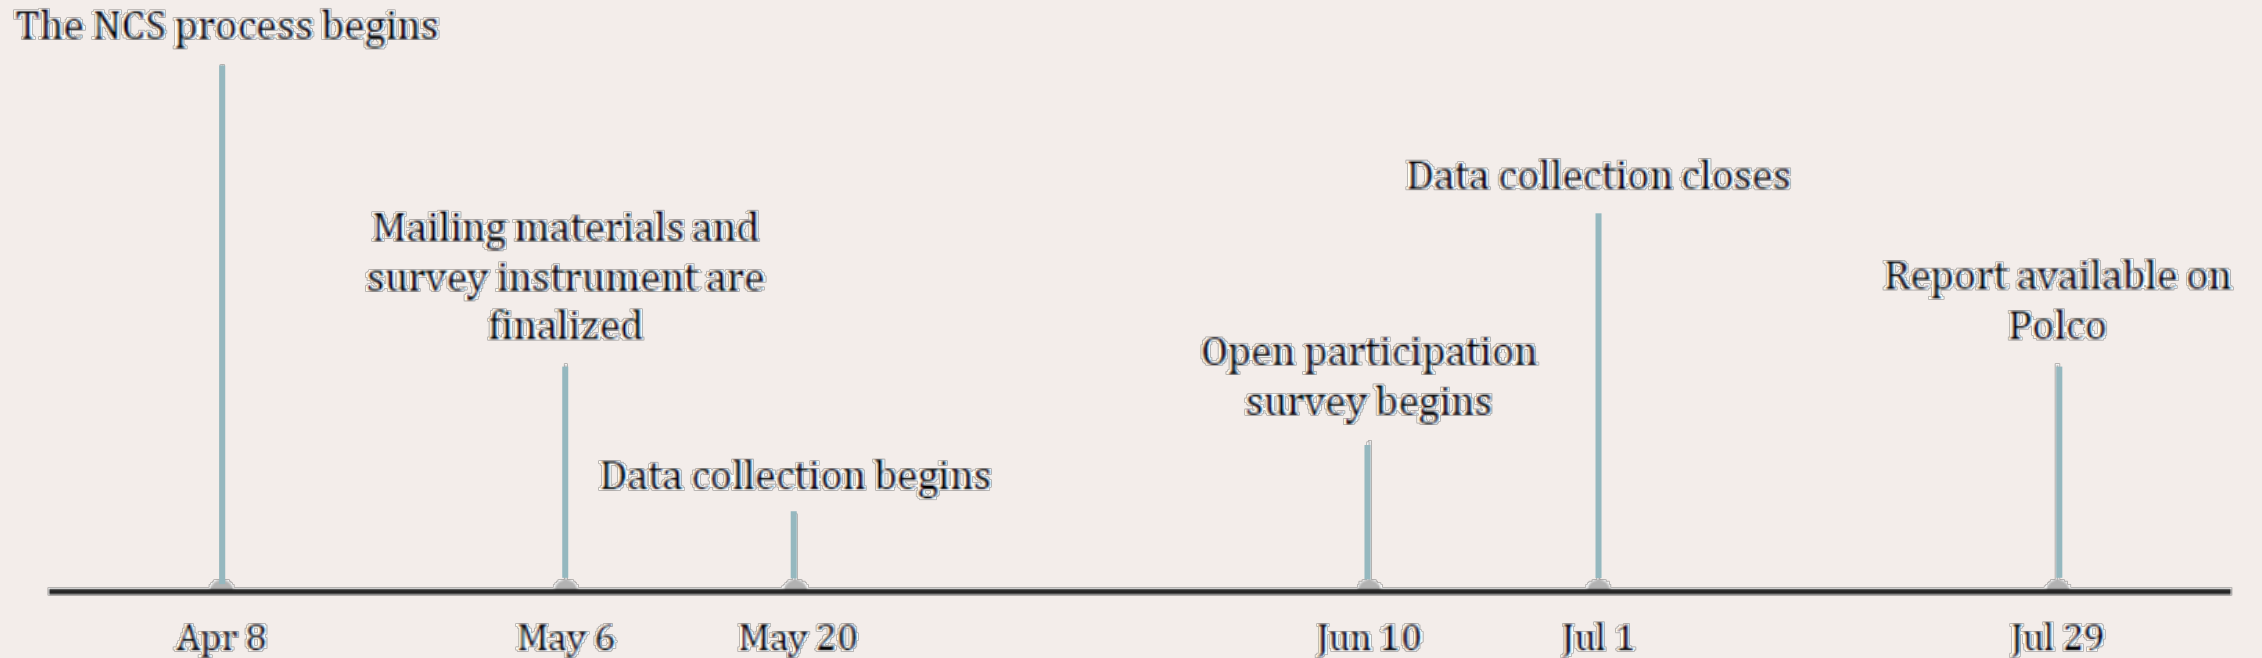 The NCS process begins
Mailing materials and
survey instrument are
finalized
Data collection begins
Open participation
survey begins
Data collection closes
Report available on
Polco
Apr 8
May 6
May 20
Jun 10
Jul 1
Jul 29